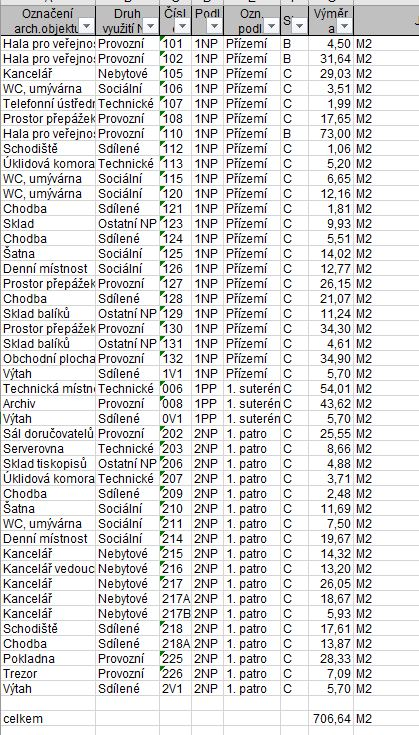 Označení Druh Čísl Podl Ozn. S Výměr
arch.objektu využití N podl a
Hala pro veřejnos Provozní 101 1NP Přízemí B 4,50 M2
Hala pro veřejnos Provozní 102 1NP Přízemí B 31,64 M2
Kancelář Nebytové 105 1NP Přízemí C 29,03 M2
WC, umývárna Sociální 106 1NP Přízemí C 3,51 M2
Telefonní ústředn Technické 107 1NP Přízemí C 1,99 M2
Prostor přepážek Provozní 108 1NP Přízemí C 17,65 M2
Hala pro veřejnos Provozní 110 1NP Přízemí B 73,00 M2
Schodiště Sdílené 112 1NP Přízemí C 1,06 M2
Úklidová komora Technické 113 1NP Přízemí C 5,20 M2
WC, umývárna Sociální 115 1NP Přízemí C 6,65 M2
WC, umývárna Sociální 120 1NP Přízemí C 12,16 M2
Chodba Sdílené 121 1NP Přízemí C 1,81 M2
Sklad Ostatní NP 123 1NP Přízemí C 9,93 M2
Chodba Sdílené 124 1NP Přízemí C 5,51 M2
Šatna Sociální 125 1NP Přízemí C 14,02 M2
Denní místnost Sociální 126 1NP Přízemí C 12,77 M2
Prostor přepážek Provozní 127 1NP Přízemí C 26,15 M2
Chodba Sdílené 128 1NP Přízemí C 21,07 M2
Sklad balíků Ostatní NP 129 1NP Přízemí C 11,24 M2
Prostor přepážek Provozní 130 1NP Přízemí C 34,30 M2
Sklad balíků Ostatní NP 131 1NP Přízemí C 4,61 M2
Obchodní plocha Provozní 132 1NP Přízemí C 34,90 M2
Výtah Sdílené 1V1 1NP Přízemí C 5,70 M2
Technická místn Technické 006 1PP 1. suterén C 54,01 M2
Archiv Provozní 008 1PP 1. suterén C 43,62 M2
Výtah Sdílené 0V1 1PP 1. suterén C 5,70 M2
Sál doručovatelů Provozní 202 2NP 1. patro C 25,55 M2
Serverovna Technické 203 2NP 1. patro C 8,66 M2
Sklad tiskopisů Ostatní NP 206 2NP 1. patro C 4,88 M2
Úklidová komora Technické 207 2NP 1. patro C 3,71 M2
Chodba Sdílené 209 2NP 1. patro C 2,48 M2
Šatna Sociální 210 2NP 1. patro C 11,69 M2
WC, umývárna Sociální 211 2NP 1. patro C 7,50 M2
Denní místnost Sociální 214 2NP 1. patro C 19,67 M2
Kancelář Nebytové 215 2NP 1. patro C 14,32 M2
Kancelář vedouc Nebytové 216 2NP 1. patro C 13,20 M2
Kancelář Nebytové 217 2NP 1. patro C 26,05 M2
Kancelář Nebytové 217A 2NP 1. patro C 18,67 M2
Kancelář Nebytové 217B 2NP 1. patro C 5,93 M2
Schodiště Sdílené 218 2NP 1. patro C 17,61 M2
Chodba Sdílené 218A 2NP 1. patro C 13,87 M2
Pokladna Provozní 225 2NP 1. patro C 28,33 M2
Trezor Provozní 226 2NP 1. patro C 7,09 M2
Výtah Sdílené 2V1 2NP 1. patro C 5,70 M2
celkem 706,64 M2